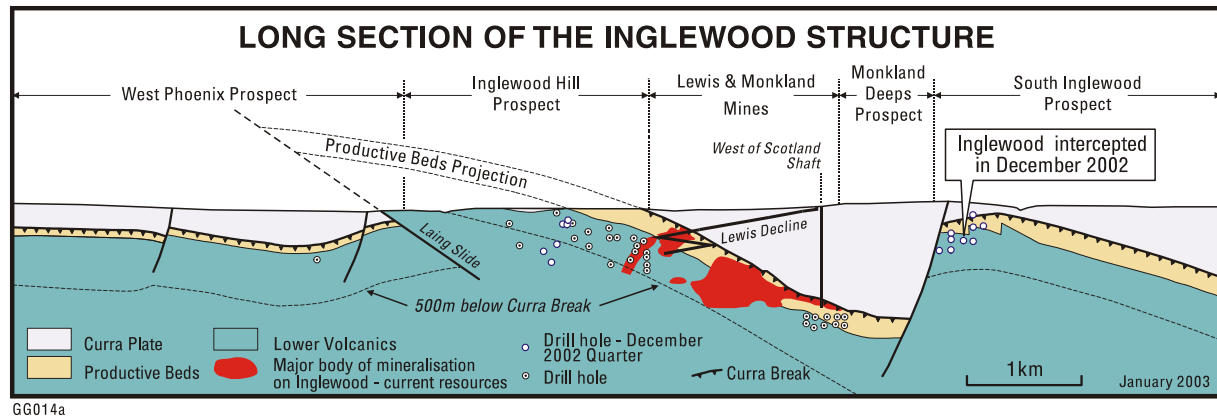 LONG SECTION OF THE INGLEWOOD STRUCTURE
West Phoenix Prospect
Inglewood Hill
Prospect
Lewis & Monkland
Mines
Monkland
Deeps
Prospect
South Inglewood
Prospect
West of Scotland
Shaft
Inglewood intercepted
in December 2002
Productive Beds Projection
Laing Slide
Lewis Decline
500m below Curra Break
Curra Plate
Productive Beds
Lower Volcanics
Major body of mineralisation
on Inglewood - current resources
Drill hole - December
2002 Quarter
Drill hole
Curra Break
1km
January 2003
GG014a